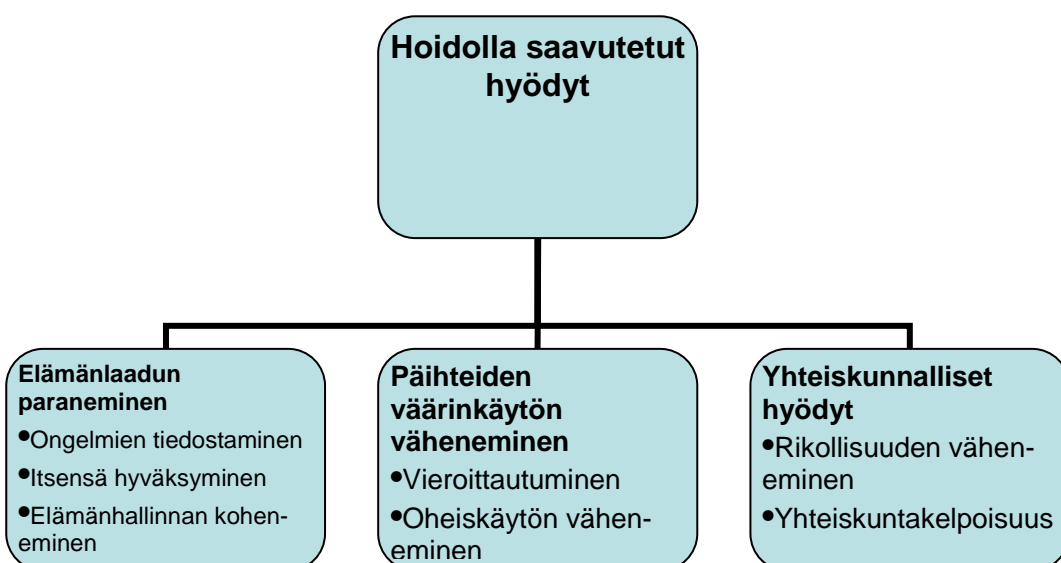 Hoidolla saavutetut
hyödyt
Elämänlaadun
paraneminen
•Ongelmien tiedostaminen
•Itsensä hyväksyminen
•Elämänhallinnan kohen-
eminen
Päihteiden
väärinkäytön
väheneminen
•Vieroittautuminen
•Oheiskäytön vähen-
eminen
Yhteiskunnalliset
hyödyt
•Rikollisuuden vähen-
eminen
•Yhteiskuntakelpoisuus